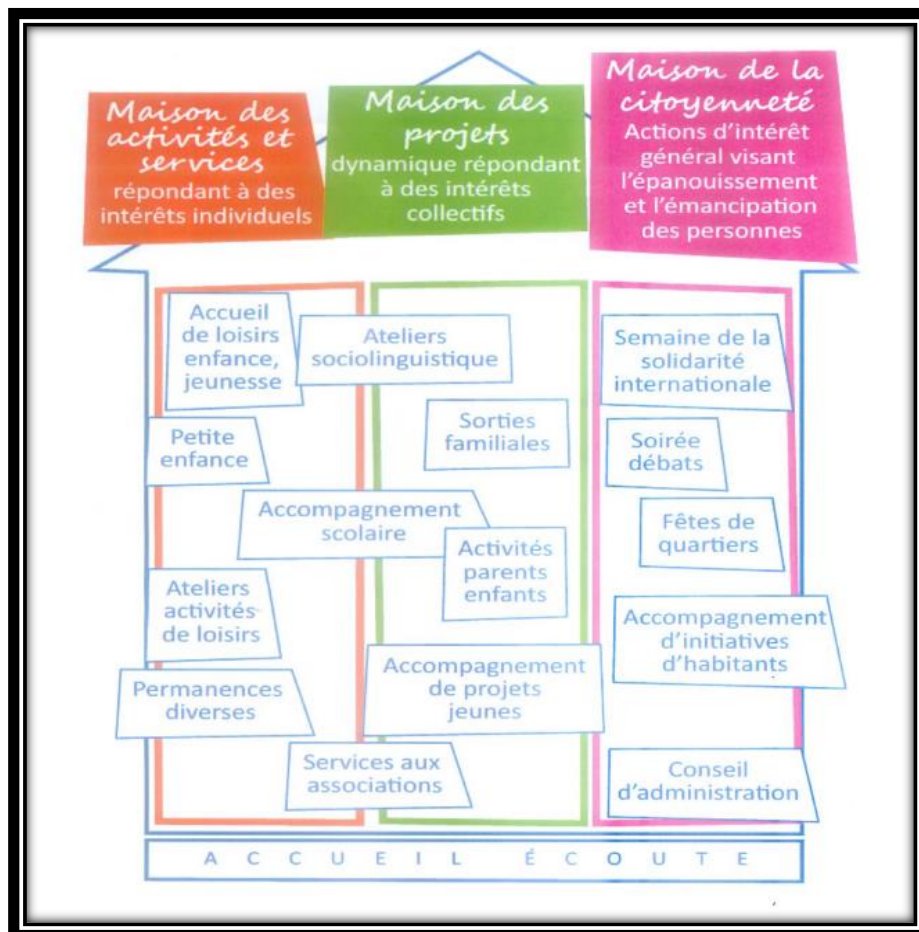 Maison des
activités et
services
répondant à des
intérêts individuels
Maison des
projets
dynamique répondant
à des intérêts
collectifs
Maison de la
citoyenneté
Actions d'intérêt
général visant
l'épanouissement
et l'émancipation
des personnes
Accueil
de loisirs
enfance,
jeunesse
Ateliers
sociolinguistique
Semaine de la
solidarité
internationale
Petite
enfance
Sorties
familiales
Soirée
débats
Accompagnement
scolaire
Fêtes de
quartiers
Activités
parents
enfants
Ateliers
activités
de loisirs
Accompagnement
d'initiatives
d'habitants
Permanences
diverses
Accompagnement
de projets
jeunes
Services aux
associations
Conseil
d'administration
ACCUEIL ÉCOUTE